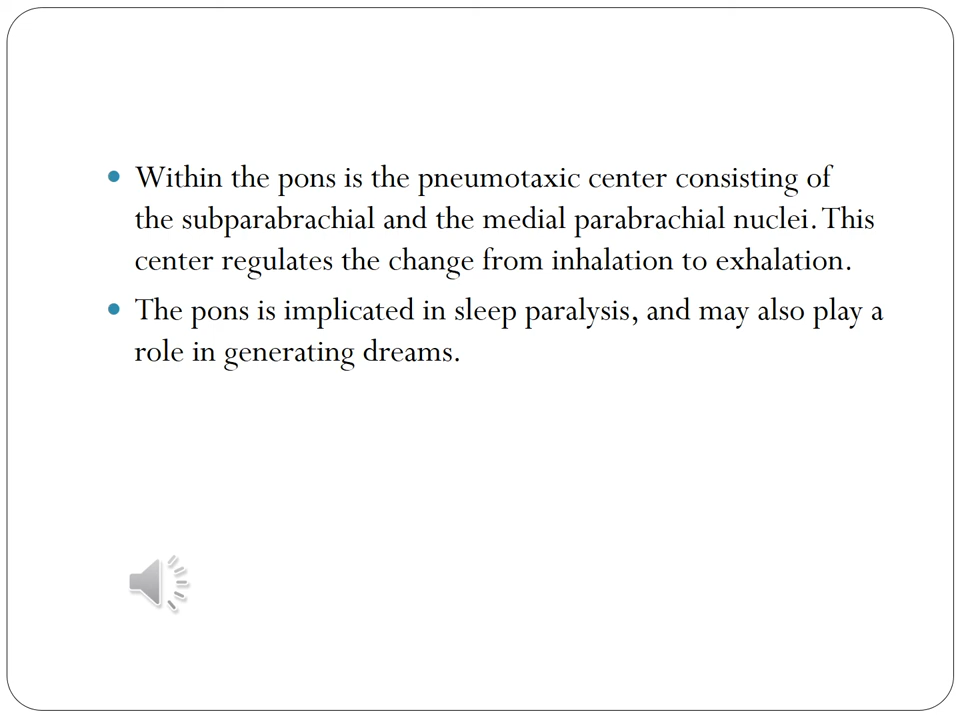 Within the pons is the pneumotaxic center consisting of
the subparabrachial and the medial parabrachial nuclei. This
center regulates the change from inhalation to exhalation.
The pons is implicated in sleep paralysis, and may also play a
role in generating dreams.